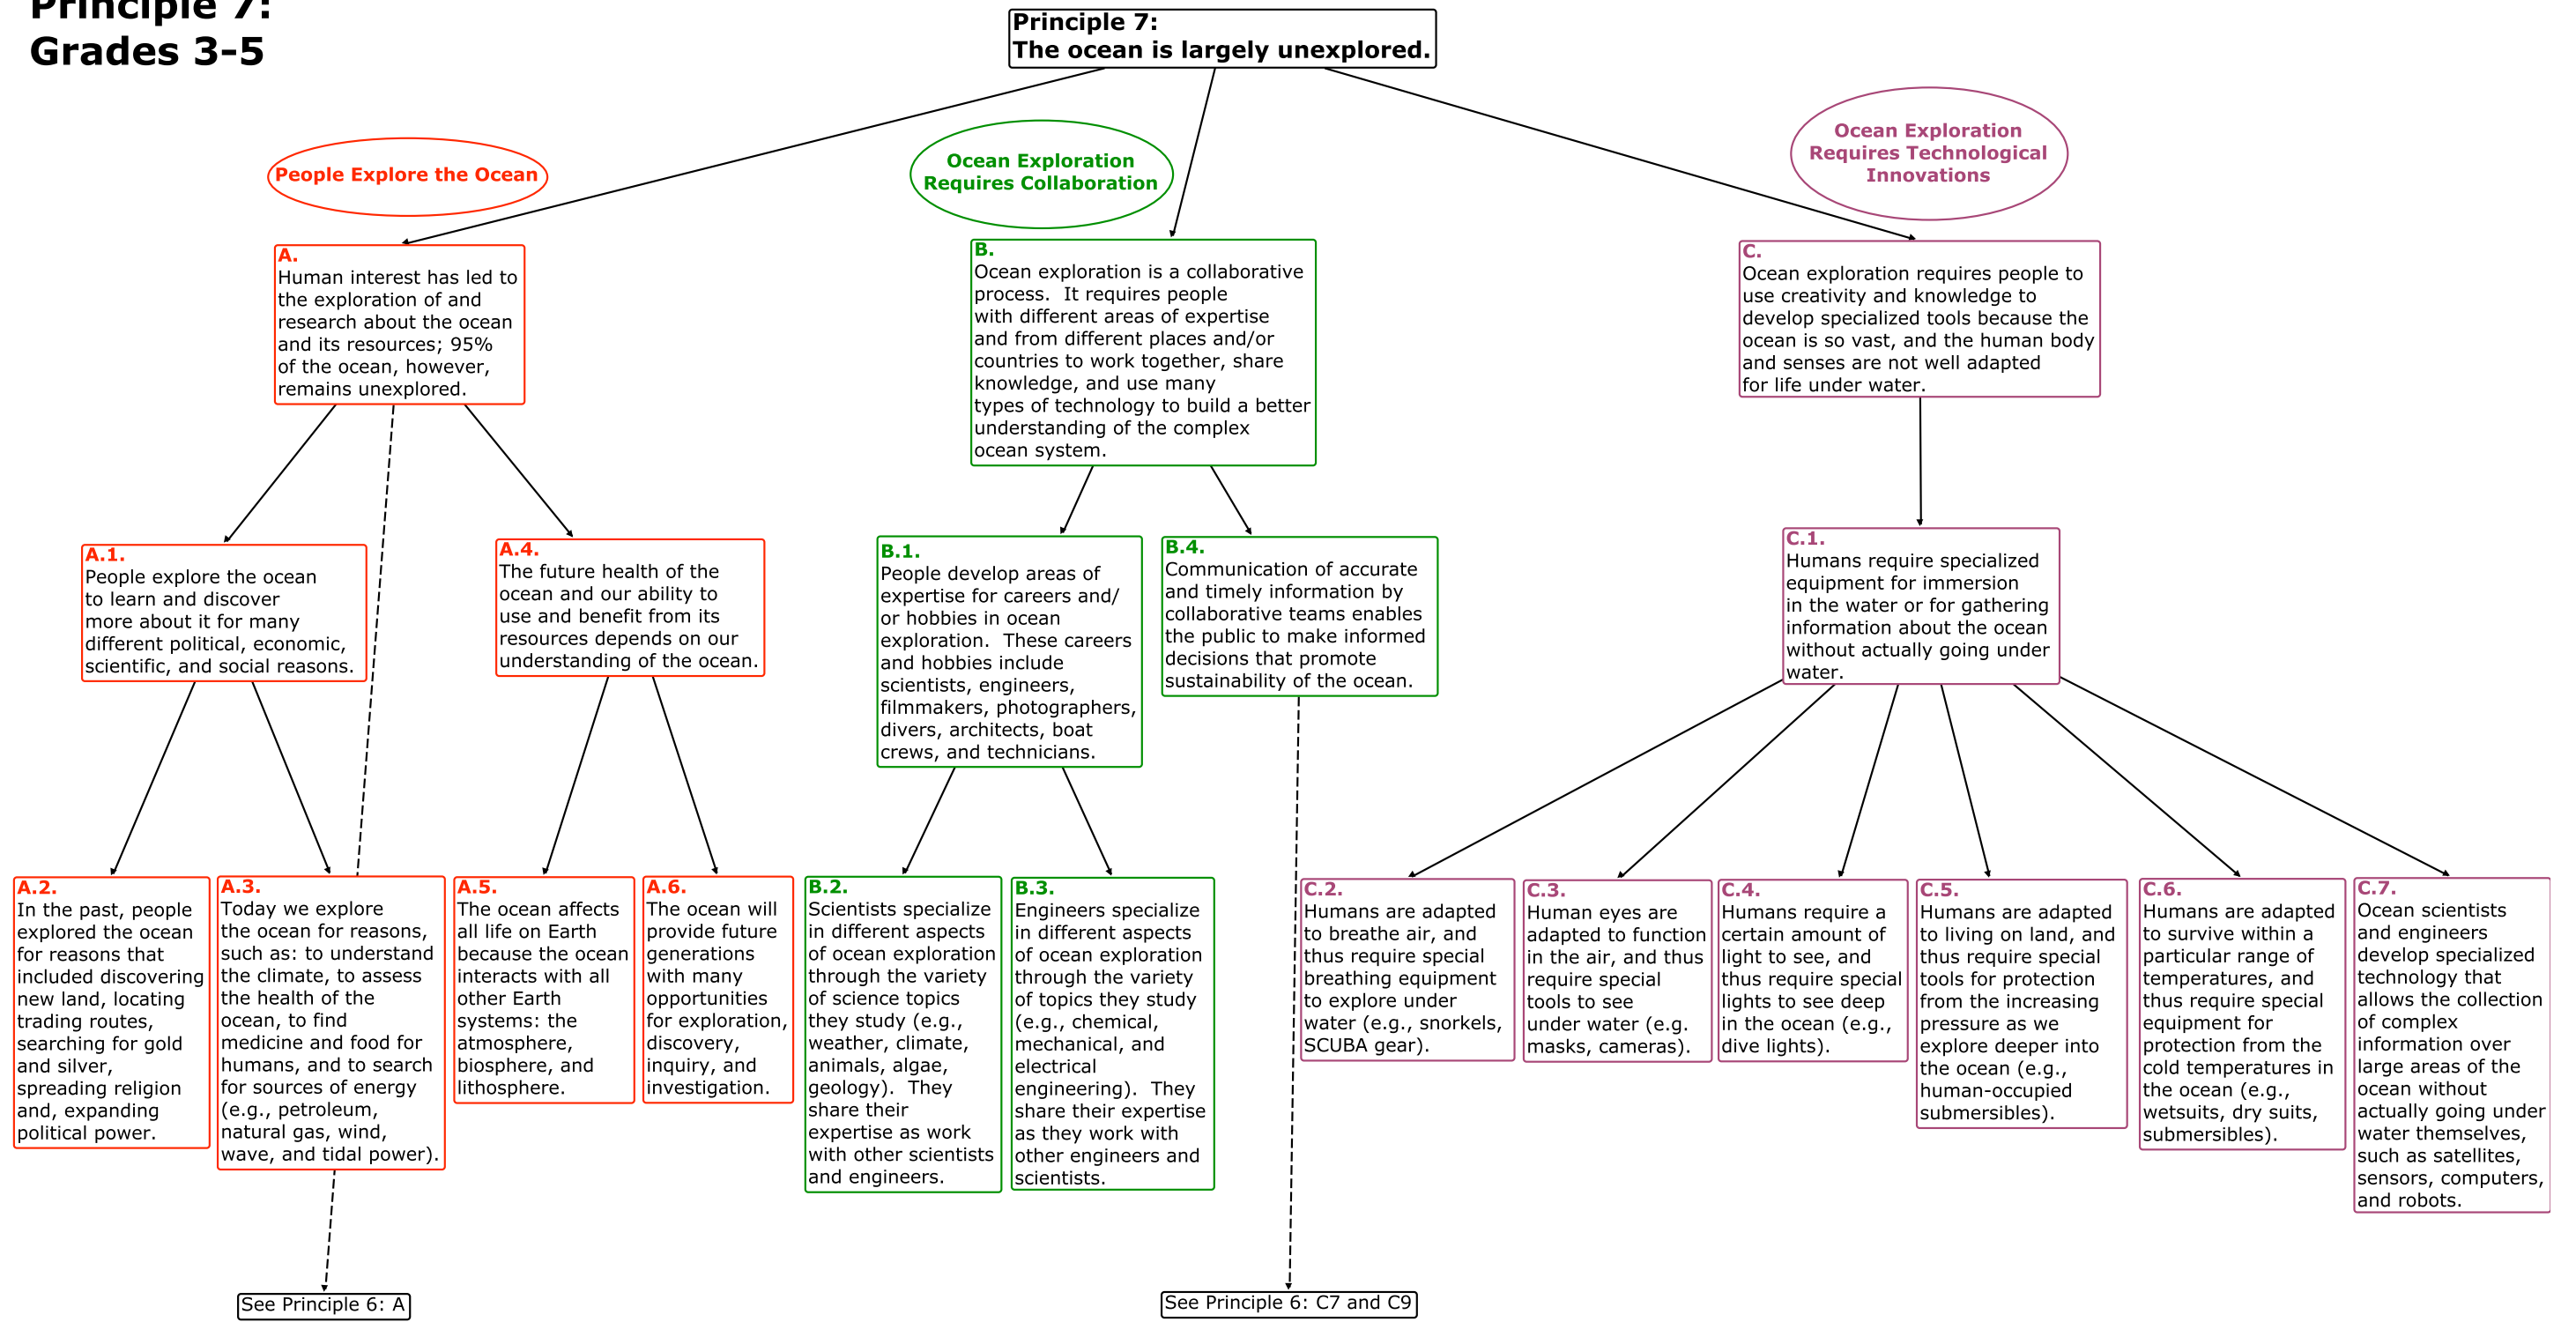 Principle 7:
Grades 3-5
Principle 7:
The ocean is largely unexplored.
People Explore the Ocean
Ocean Exploration
Requires Collaboration
Ocean Exploration
Requires Technological
Innovations
A.
Human interest has led to
the exploration of and
research about the ocean
and its resources; 95%
of the ocean, however,
remains unexplored.
B.
Ocean exploration is a collaborative
process.  It requires people
with different areas of expertise
and from different places and/or
countries to work together, share
knowledge, and use many
types of technology to build a better
understanding of the complex
ocean system.
C.
Ocean exploration requires people to
use creativity and knowledge to
develop specialized tools because the
ocean is so vast, and the human body
and senses are not well adapted
for life under water.
A.1.
People explore the ocean
to learn and discover
more about it for many
different political, economic,
scientific, and social reasons.
A.4.
The future health of the
ocean and our ability to
use and benefit from its
resources depends on our
understanding of the ocean.
B.1.
People develop areas of
expertise for careers and/
or hobbies in ocean
exploration.  These careers
and hobbies include
scientists, engineers,
filmmakers, photographers,
divers, architects, boat
crews, and technicians.
B.4.
Communication of accurate
and timely information by
collaborative teams enables
the public to make informed
decisions that promote
sustainability of the ocean.
C.1.
Humans require specialized
equipment for immersion
in the water or for gathering
information about the ocean
without actually going under
water.
A.2.
In the past, people
explored the ocean
for reasons that
included discovering
new land, locating
trading routes,
searching for gold
and silver,
spreading religion
and, expanding
political power.
A.3.
Today we explore
the ocean for reasons,
such as: to understand
the climate, to assess
the health of the
ocean, to find
medicine and food for
humans, and to search
for sources of energy
(e.g., petroleum,
natural gas, wind,
wave, and tidal power).
A.5.
The ocean affects
all life on Earth
because the ocean
interacts with all
other Earth
systems: the
atmosphere,
biosphere, and
lithosphere.
A.6.
The ocean will
provide future
generations
with many
opportunities
for exploration,
discovery,
inquiry, and
investigation.
B.2.
Scientists specialize
in different aspects
of ocean exploration
through the variety
of science topics
they study (e.g.,
weather, climate,
animals, algae,
geology).  They
share their
expertise as work
with other scientists
and engineers.
B.3.
Engineers specialize
in different aspects
of ocean exploration
through the variety
of topics they study
(e.g., chemical,
mechanical, and
electrical
engineering).  They
share their expertise
as they work with
other engineers and
scientists.
C.2.
Humans are adapted
to breathe air, and
thus require special
breathing equipment
to explore under
water (e.g., snorkels,
SCUBA gear).
C.3.
Human eyes are
adapted to function
in the air, and thus
require special
tools to see
under water (e.g.
masks, cameras).
C.4.
Humans require a
certain amount of
light to see, and
thus require special
lights to see deep
in the ocean (e.g.,
dive lights).
C.5.
Humans are adapted
to living on land, and
thus require special
tools for protection
from the increasing
pressure as we
explore deeper into
the ocean (e.g.,
human-occupied
submersibles).
C.6.
Humans are adapted
to survive within a
particular range of
temperatures, and
thus require special
equipment for
protection from the
cold temperatures in
the ocean (e.g.,
wetsuits, dry suits,
submersibles).
C.7.
Ocean scientists
and engineers
develop specialized
technology that
allows the collection
of complex
information over
large areas of the
ocean without
actually going under
water themselves,
such as satellites,
sensors, computers,
and robots.
See Principle 6: A
See Principle 6: C7 and C9